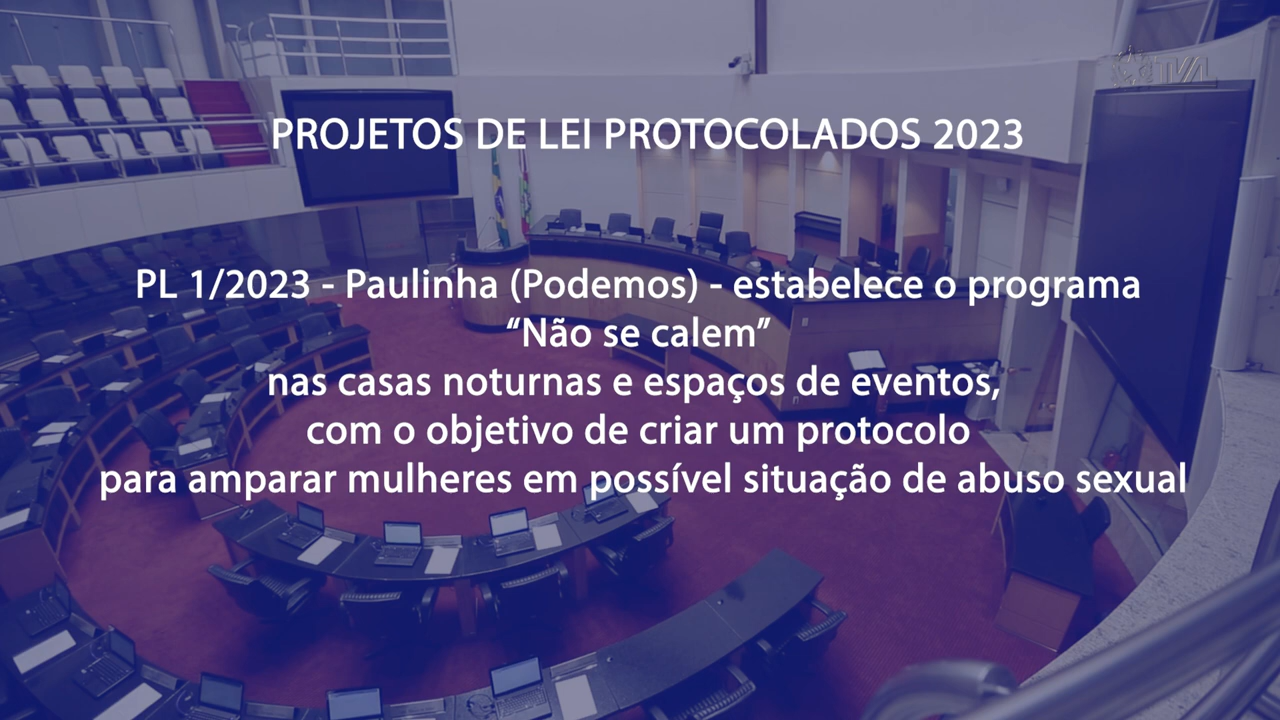 TVAL
PROJETOS DE LEI PROTOCOLADOS 2023
PL 1/2023 - Paulinha (Podemos) - estabelece o programa
“Não se calem”
nas casas noturnas e espaços de eventos,
com o objetivo de criar um protocolo
para amparar mulheres em possível situação de abuso sexual